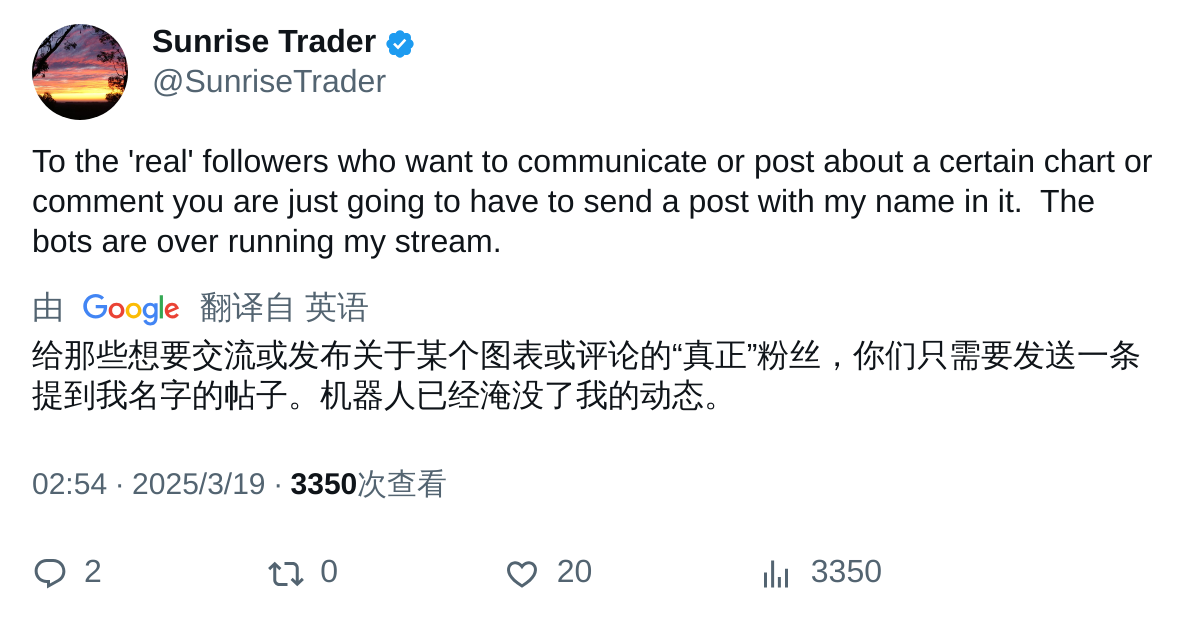 Sunrise Trader
@SunriseTrader
To the 'real' followers who want to communicate or post about a certain chart or
comment you are just going to have to send a post with my name in it.  The
bots are over running my stream.
由 Google 翻译自 英语
给那些想要交流或发布关于某个图表或评论的“真正”粉丝，你们只需要发送一条
提到我名字的帖子。机器人已经淹没了我的动态。
02:54 · 2025/3/19 · 3350次查看
2 0 20 3350